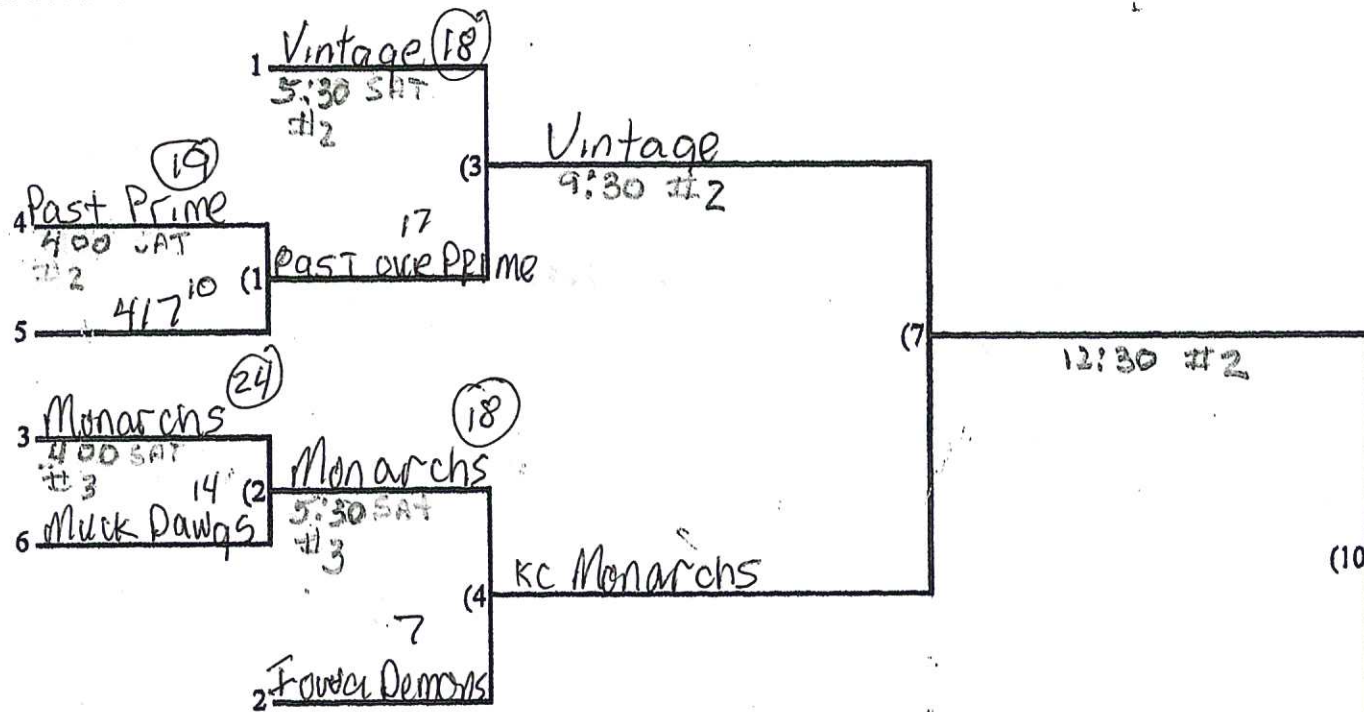 1 Vintage 18
5:30 SAT
#2
(3
Vintage
9:30 #2
19
4 Past Prime
4 00 SAT
#2
17
(1 Past over Prime
417 10
5
(7
12:30 #2
24
3 Monarchs
4 00 SAT
#3
14 (2
6 Muck Dawgs
18
Monarchs
5:30 SAT
#3
(4
KC Monarchs
(10
7
2 Iowa Demons